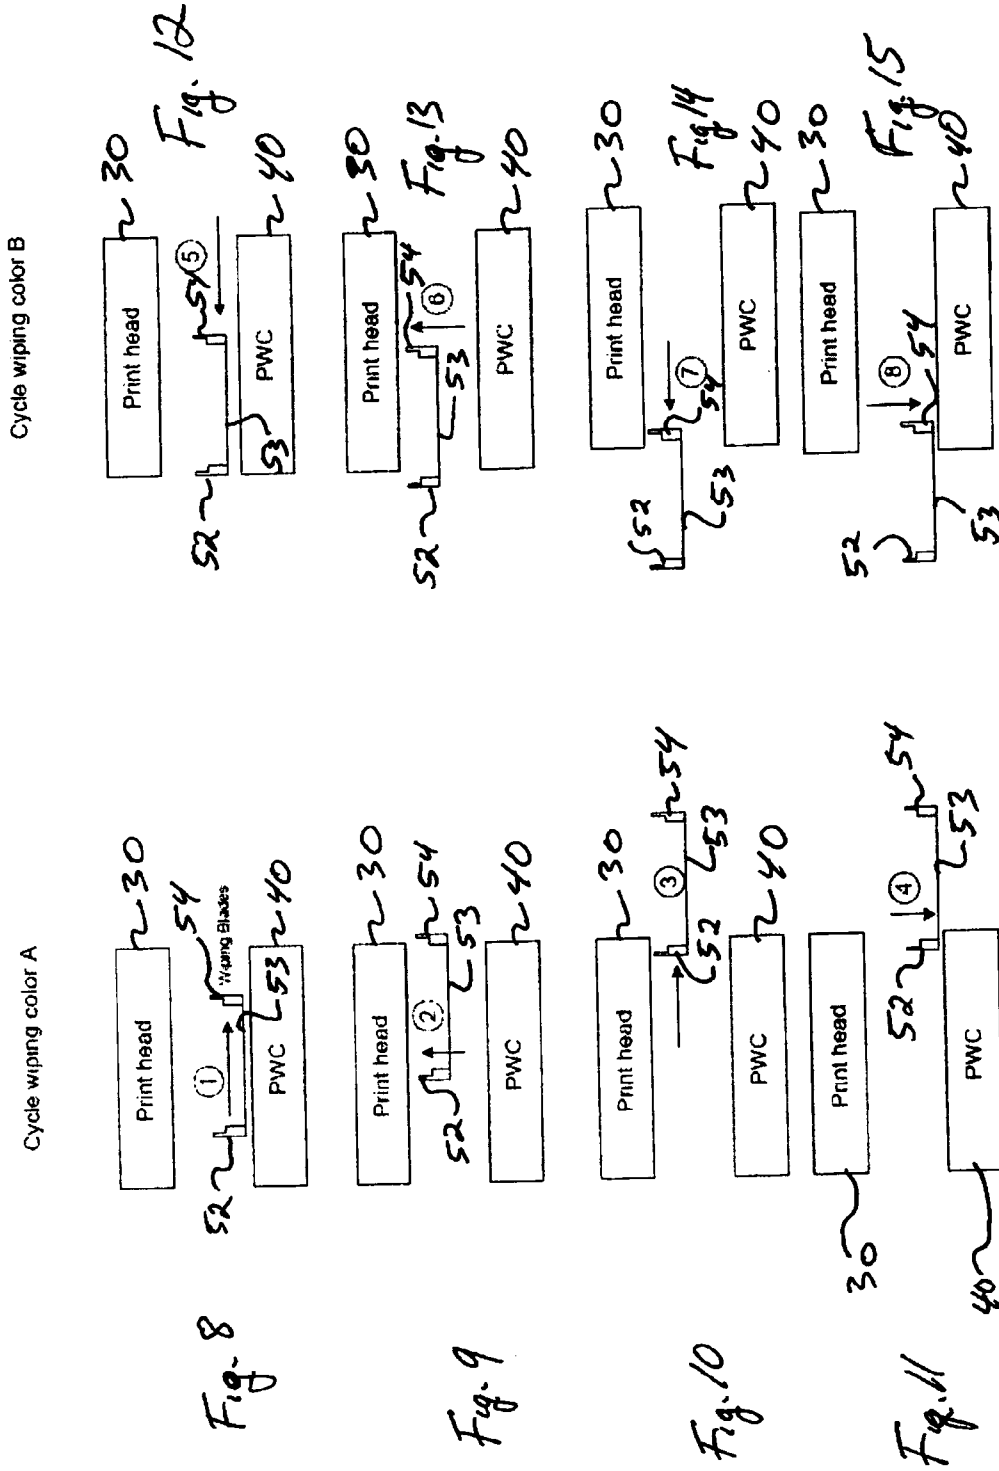 Cycle wiping color A
Fig. 8
Print head
30
54
Wiping Blades
52
1
53
PWC
40
Fig. 9
Print head
30
54
52
2
53
PWC
40
Fig. 10
Print head
30
3
54
52
53
PWC
40
Fig. 11
Print head
30
4
54
52
53
PWC
40
Cycle wiping color B
Fig. 12
Print head
30
54
5
52
53
PWC
40
Fig. 13
Print head
30
54
6
52
53
PWC
40
Fig 14
Print head
30
7
54
52
53
PWC
40
Fig. 15
Print head
30
8
54
52
53
PWC
40